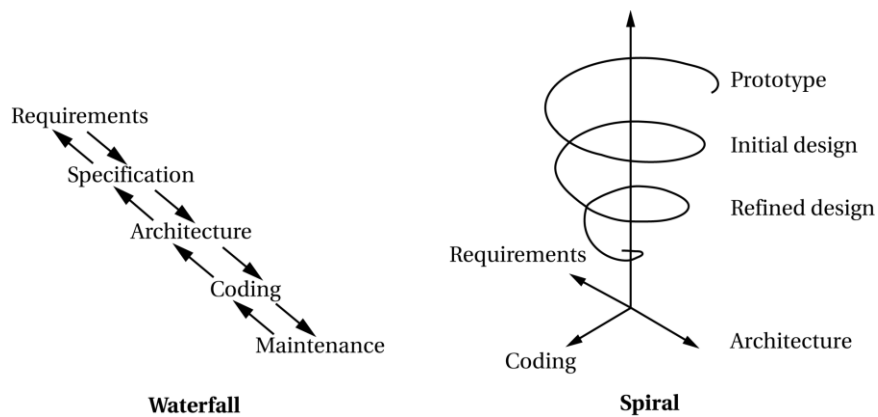 Requirements
Specification
Architecture
Coding
Maintenance
Waterfall
Prototype
Initial design
Refined design
Requirements
Coding
Architecture
Spiral